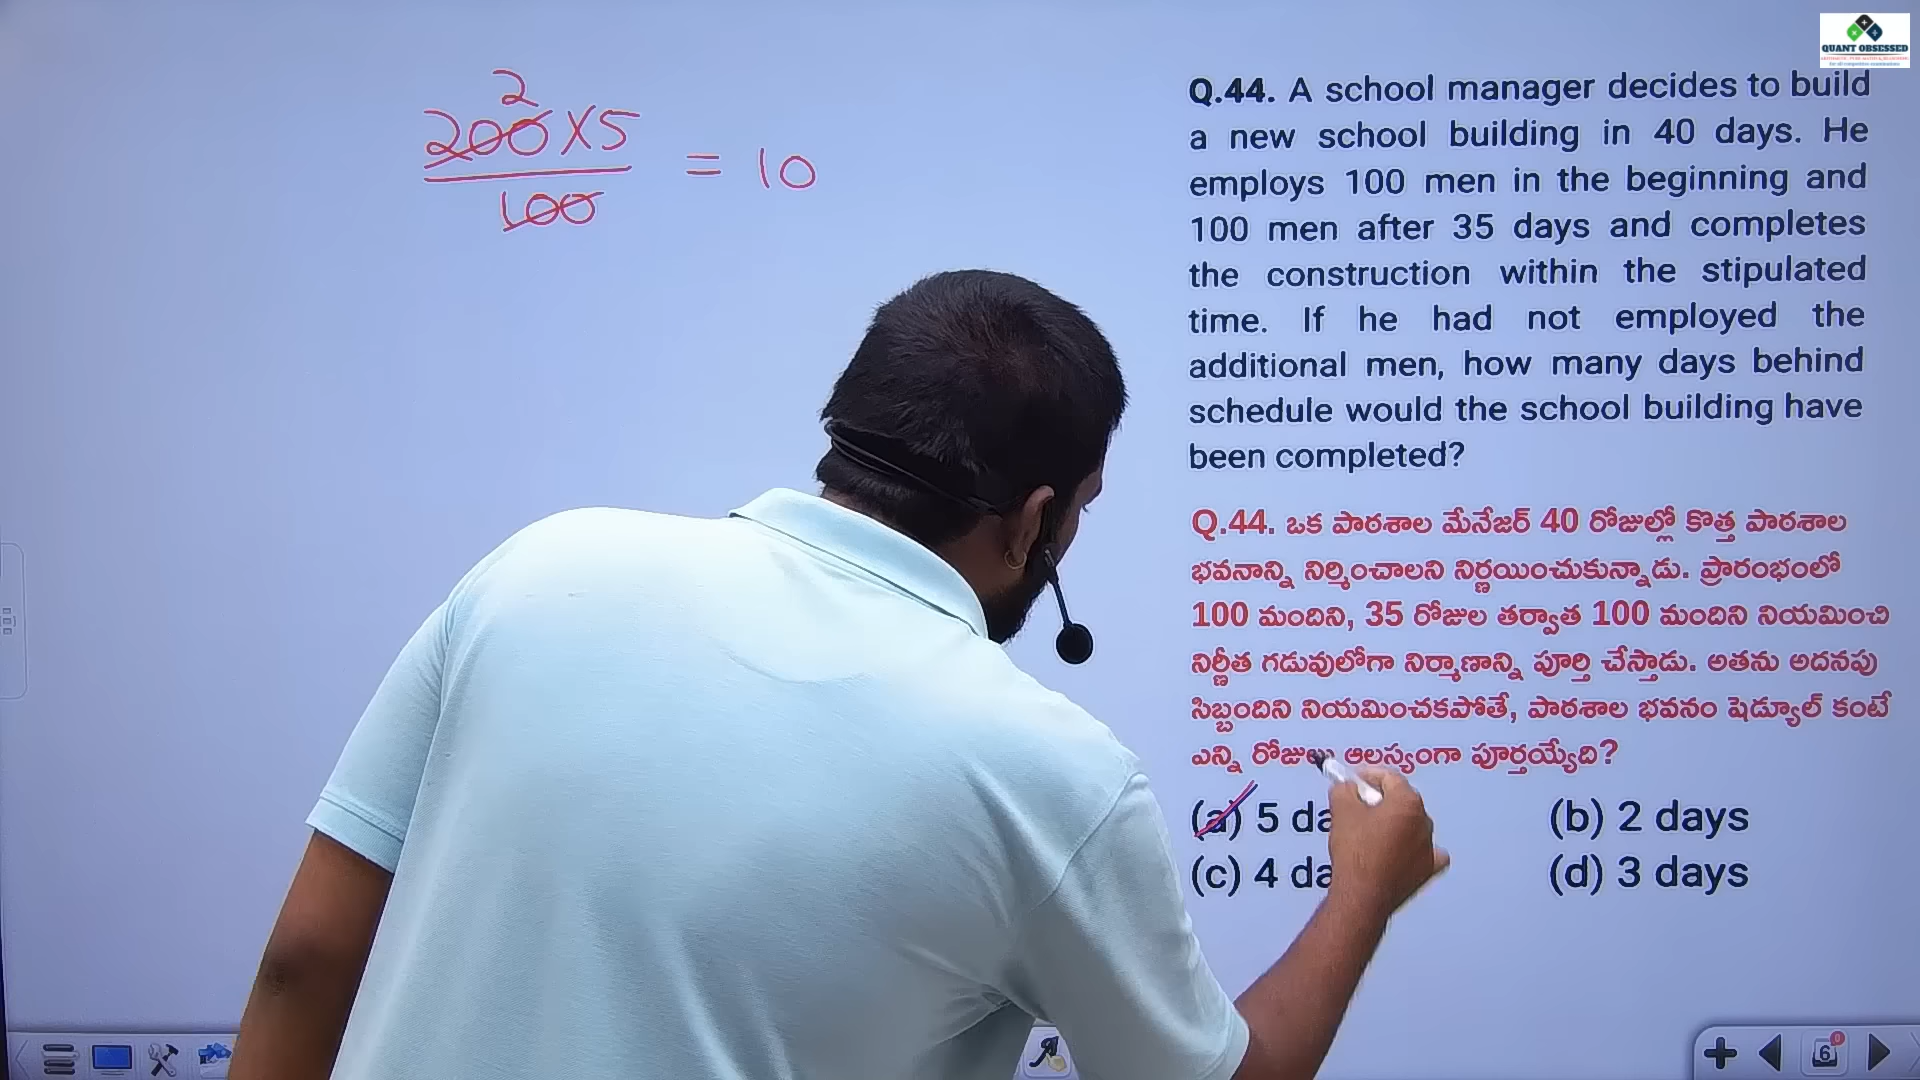 QUANT OBSESSED
2
200 X 5
100
= 10
Q.44. A school manager decides to build
a new school building in 40 days. He
employs 100 men in the beginning and
100 men after 35 days and completes
the construction within the stipulated
time. If he had not employed the
additional men, how many days behind
schedule would the school building have
been completed?
Q.44. ఒక పాఠశాల మేనేజర్ 40 రోజుల్లో కొత్త పాఠశాల
భవనాన్ని నిర్మించాలని నిర్ణయించుకున్నాడు. ప్రారంభంలో
100 మందిని, 35 రోజుల తర్వాత 100 మందిని నియమించి
నిర్ణీత గడువులోగా నిర్మాణాన్ని పూర్తి చేస్తాడు. అతను అదనపు
సిబ్బందిని నియమించకపోతే, పాఠశాల భవనం షెడ్యూల్ కంటే
ఎన్ని రోజులు ఆలస్యంగా పూర్తయ్యేది?
(a) 5 da (b) 2 days
(c) 4 da (d) 3 days
6